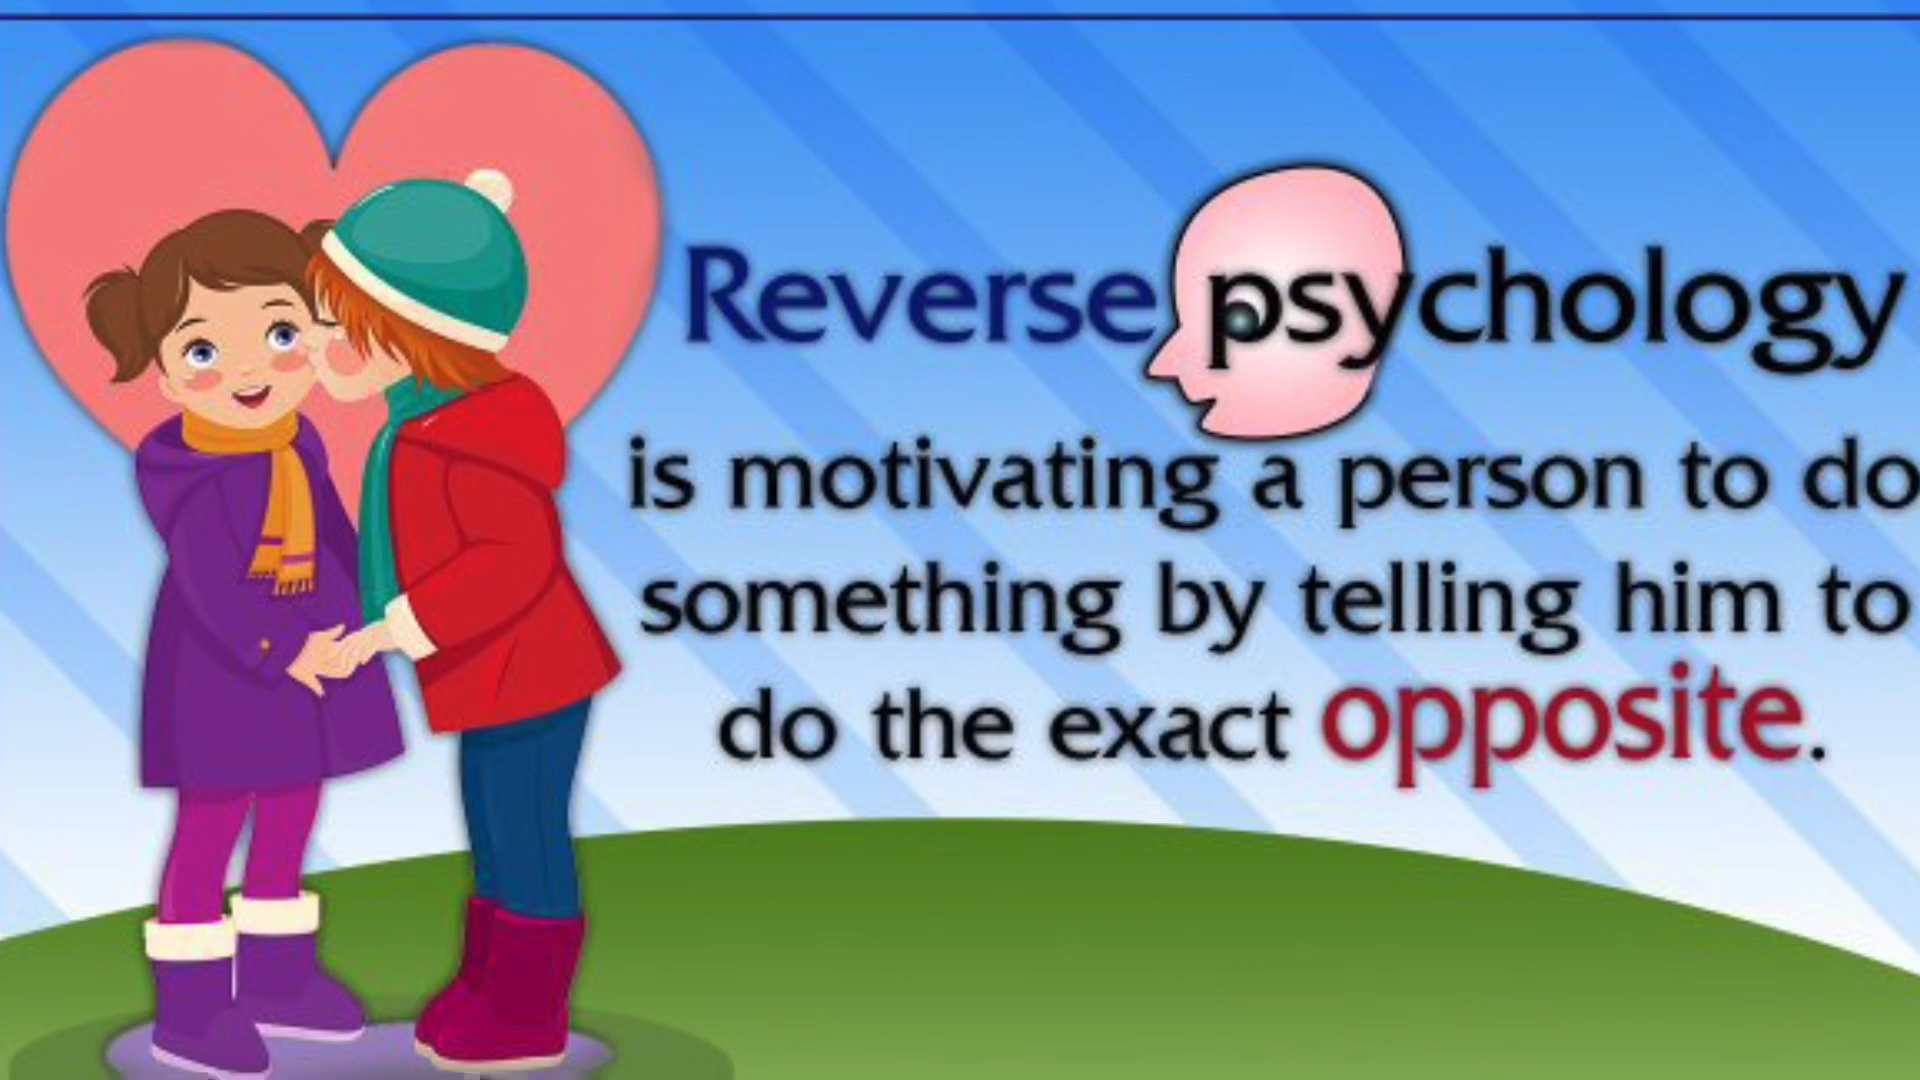 Reverse psychology
is motivating a person to do
something by telling him to
do the exact opposite.